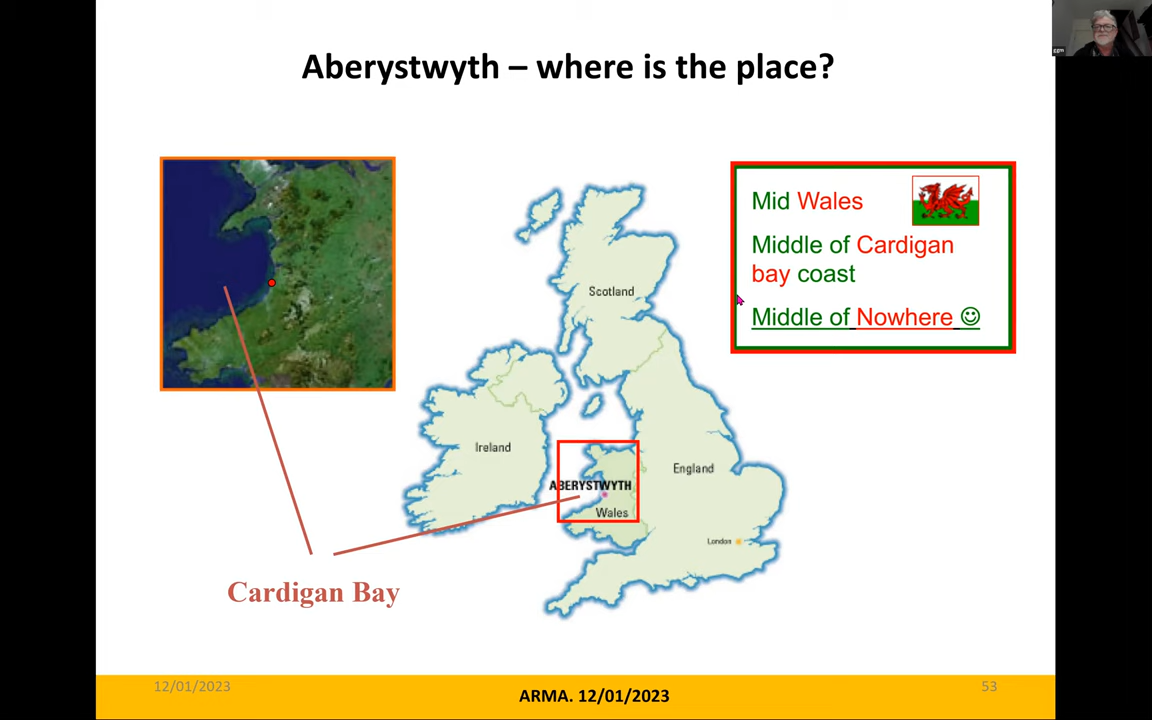 Aberystwyth – where is the place?
Mid Wales
Middle of Cardigan
bay coast
Middle of Nowhere ☺
Scotland
Ireland
England
ABERYSTWYTH
Wales
London
Cardigan Bay
12/01/2023
ARMA. 12/01/2023
53